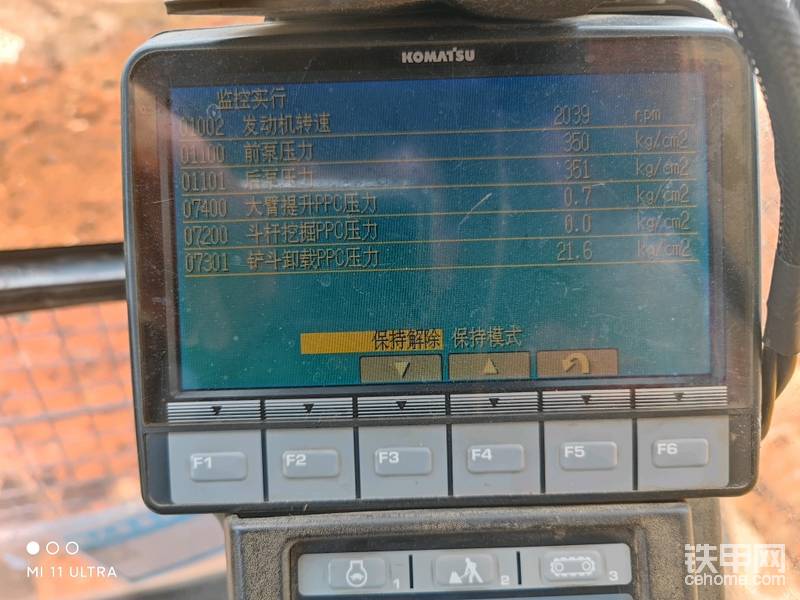 KOMATSU
监控实行
01002 发动机转速 2039 rpm
01100 前泵压力 350 kg/cm2
01101 后泵压力 351 kg/cm2
07400 大臂提升PPC压力 0.7 kg/cm2
07200 斗杆挖掘PPC压力 0.0 kg/cm2
07301 铲斗卸载PPC压力 21.6 kg/cm2
保持解除 保持模式
F1 F2 F3 F4 F5 F6
1 2 3
MI 11 ULTRA
铁甲网
cehome.com